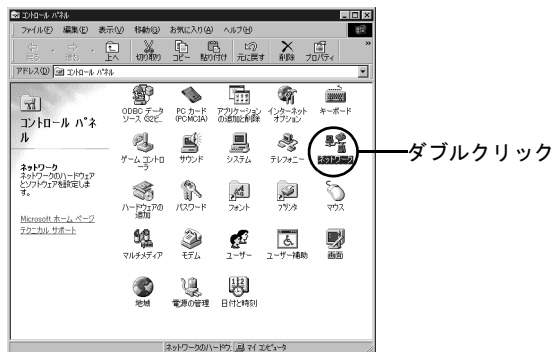 コントロール パネル
ファイル(F) 編集(E) 表示(V) 移動(G) お気に入り(A) ヘルプ(H)
戻る 進む 上へ 切り取り コピー 貼り付け 元に戻す 削除 プロパティ »
アドレス(D) コントロール パネル
コントロール パネ
ル
ネットワーク
ネットワークのハードウェア
とソフトウェアを設定しま
す。
Microsoft ホーム ページ
テクニカル サポート
ODBC データ
ソース (32ビ...
PC カード
(PCMCIA)
アプリケーション
の追加と削除
インターネット
オプション
キーボード
ゲーム コントロ
ーラ
サウンド
システム
テレフォニー
ネットワーク
ダブルクリック
ハードウェアの
追加
パスワード
フォント
プリンタ
マウス
マルチメディア
モデム
ユーザー
ユーザー補助
画面
地域
電源の管理
日付と時刻
ネットワークのハードウ:
マイ コンピュータ